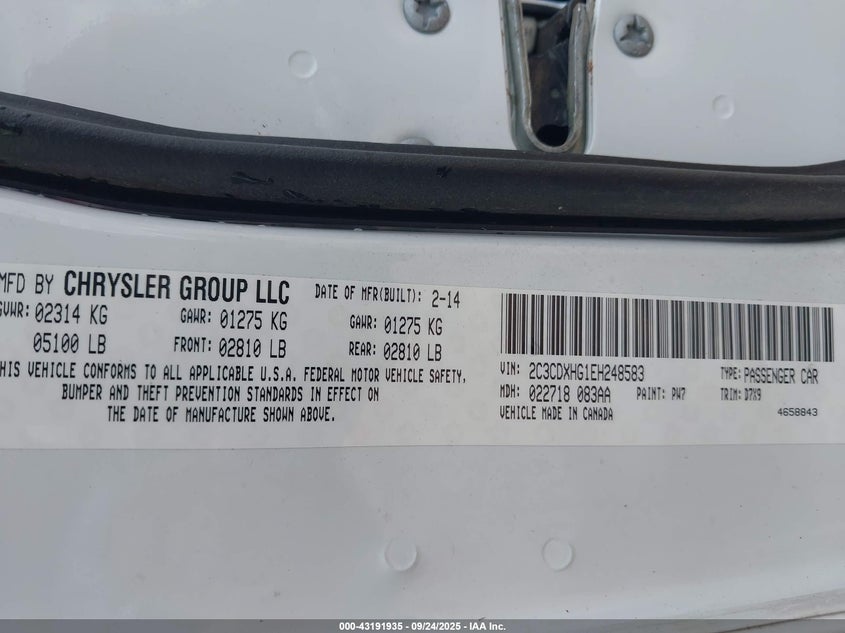 MFD BY CHRYSLER GROUP LLC
DATE OF MFR(BUILT): 2-14
GVWR: 02314 KG
GAWR: 01275 KG
GAWR: 01275 KG
05100 LB
FRONT: 02810 LB
REAR: 02810 LB
THIS VEHICLE CONFORMS TO ALL APPLICABLE U.S.A. FEDERAL MOTOR VEHICLE SAFETY,
BUMPER AND THEFT PREVENTION STANDARDS IN EFFECT ON
THE DATE OF MANUFACTURE SHOWN ABOVE.
VIN: 2C3CDXHG1EH248583
TYPE: PASSENGER CAR
MDH: 022718 083AA
PAINT: PW7
TRIM: D7X9
VEHICLE MADE IN CANADA
4658843
000-43191935 - 09/24/2025 - IAA Inc.